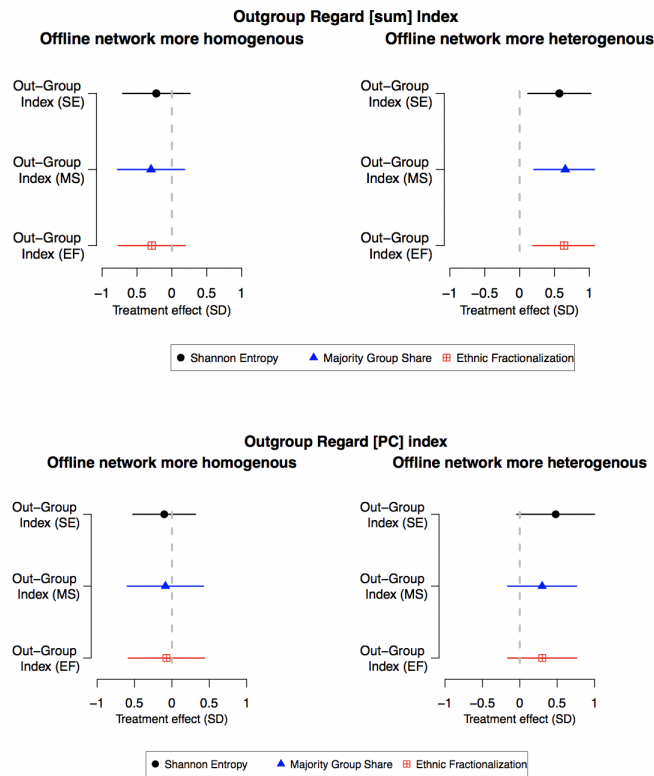 Outgroup Regard [sum] Index
Offline network more homogenous
Out−Group
Index (SE)
Out−Group
Index (MS)
Out−Group
Index (EF)
−1 0.5 0 0.5 1
Treatment effect (SD)
Offline network more heterogenous
Out−Group
Index (SE)
Out−Group
Index (MS)
Out−Group
Index (EF)
−1 −0.5 0 0.5 1
Treatment effect (SD)
Shannon Entropy Majority Group Share Ethnic Fractionalization
Outgroup Regard [PC] index
Offline network more homogenous
Out−Group
Index (SE)
Out−Group
Index (MS)
Out−Group
Index (EF)
−1 0.5 0 0.5 1
Treatment effect (SD)
Offline network more heterogenous
Out−Group
Index (SE)
Out−Group
Index (MS)
Out−Group
Index (EF)
−1 −0.5 0 0.5 1
Treatment effect (SD)
Shannon Entropy Majority Group Share Ethnic Fractionalization